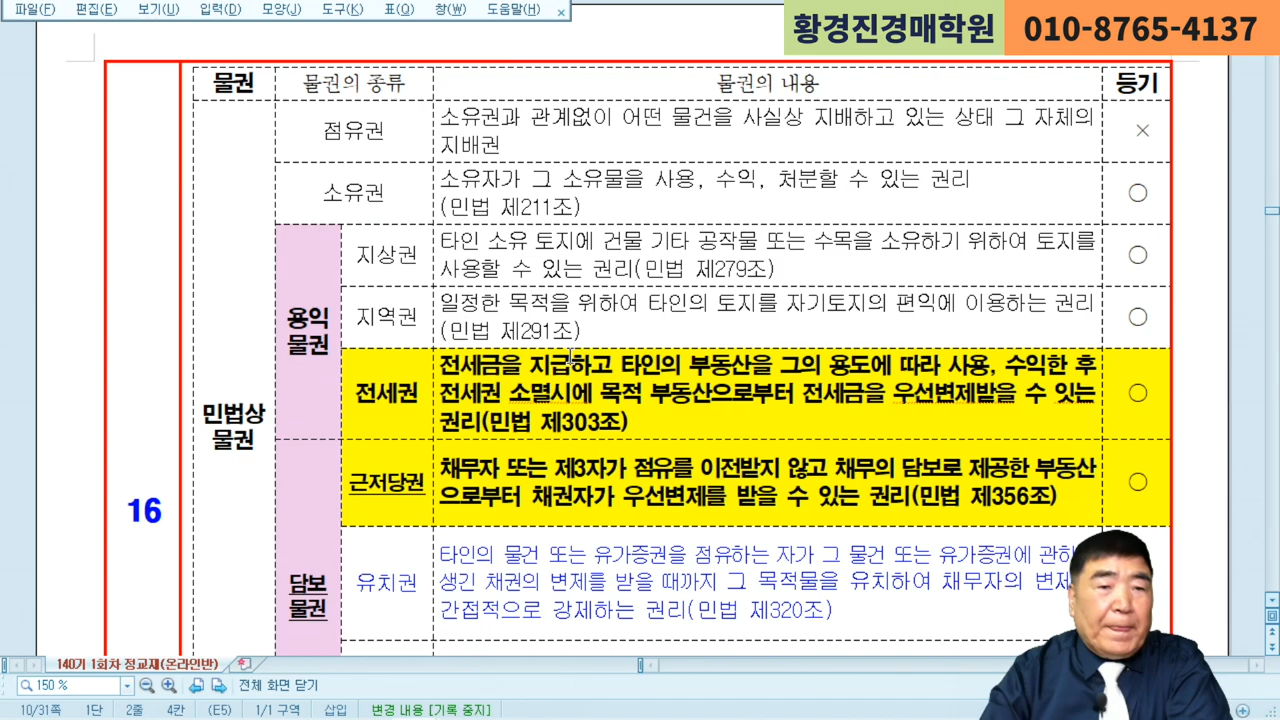 파일(F) 편집(E) 보기(U) 입력(D) 모양(J) 도구(K) 표(Q) 창(W) 도움말(H)
황경진경매학원 010-8765-4137
물권 물권의 종류 물권의 내용 등기
점유권 소유권과 관계없이 어떤 물건을 사실상 지배하고 있는 상태 그 자체의
지배권
×
소유권 소유자가 그 소유물을 사용, 수익, 처분할 수 있는 권리
(민법 제211조)
○
민법상
물권
용익
물권
지상권 타인 소유 토지에 건물 기타 공작물 또는 수목을 소유하기 위하여 토지를
사용할 수 있는 권리(민법 제279조)
○
지역권 일정한 목적을 위하여 타인의 토지를 자기토지의 편익에 이용하는 권리
(민법 제291조)
○
전세권 전세금을 지급하고 타인의 부동산을 그의 용도에 따라 사용, 수익한 후
전세권 소멸시에 목적 부동산으로부터 전세금을 우선변제받을 수 잇는
권리(민법 제303조)
○
16
담보
물권
근저당권 채무자 또는 제3자가 점유를 이전받지 않고 채무의 담보로 제공한 부동산
으로부터 채권자가 우선변제를 받을 수 있는 권리(민법 제356조)
○
유치권 타인의 물건 또는 유가증권을 점유하는 자가 그 물건 또는 유가증권에 관하
생긴 채권의 변제를 받을 때까지 그 목적물을 유치하여 채무자의 변제
간접적으로 강제하는 권리(민법 제320조)
140기 1회차 정교재(온라인반)
150 % 전체 화면 닫기
10/31쪽 1단 2줄 4칸 (E5) 1/1 구역 삽입 변경 내용 [기록 중지]